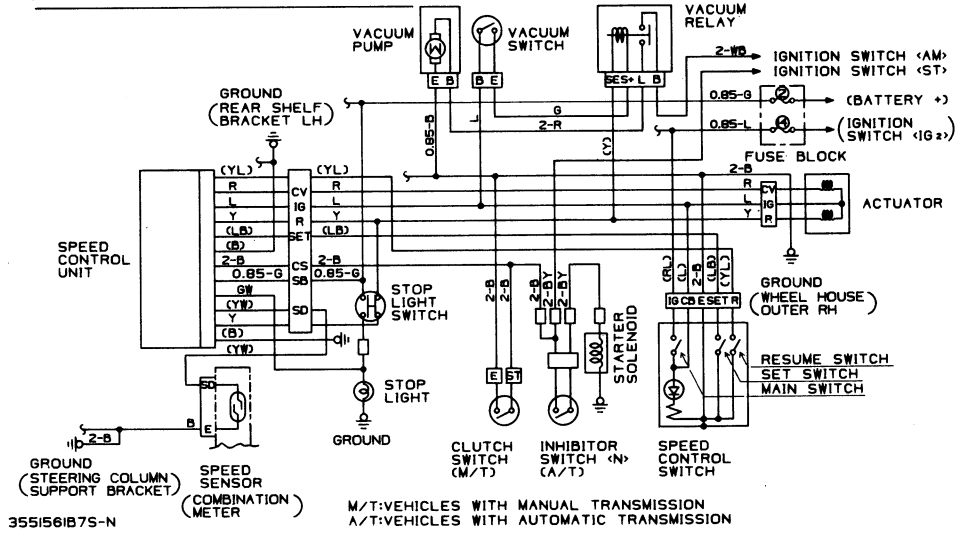 VACUUM PUMP
VACUUM SWITCH
VACUUM RELAY
E B
B E
SES+ L B
2-WB
IGNITION SWITCH <AM>
IGNITION SWITCH <ST>
0.85-G
2
(BATTERY +)
0.85-L
4
(IGNITION SWITCH <IG2>)
FUSE BLOCK
GROUND
(REAR SHELF BRACKET LH)
0.85-B
L
G
2-R
(Y)
2-B
(YL)
(YL)
R
CV
R
R
CV
L
IG
L
L
IG
Y
R
Y
Y
R
ACTUATOR
(LB)
SET
(LB)
(B)
2-B
CS
2-B
0.85-G
SB
0.85-G
GW
(YW)
SD
Y
(B)
(YW)
SPEED CONTROL UNIT
STOP LIGHT SWITCH
STOP LIGHT
GROUND
2-B
2-B
2-B
2-BY
2-BY
STARTER SOLENOID
(RL)
(L)
2-B
(LB)
(YL)
GROUND
(WHEEL HOUSE OUTER RH)
IG CB E SET R
RESUME SWITCH
SET SWITCH
MAIN SWITCH
SD
B
E
2-B
GROUND
(STEERING COLUMN SUPPORT BRACKET)
SPEED SENSOR
(COMBINATION METER)
E
ST
CLUTCH SWITCH (M/T)
INHIBITOR SWITCH <N> (A/T)
SPEED CONTROL SWITCH
M/T:VEHICLES WITH MANUAL TRANSMISSION
A/T:VEHICLES WITH AUTOMATIC TRANSMISSION
3551561B7S-N